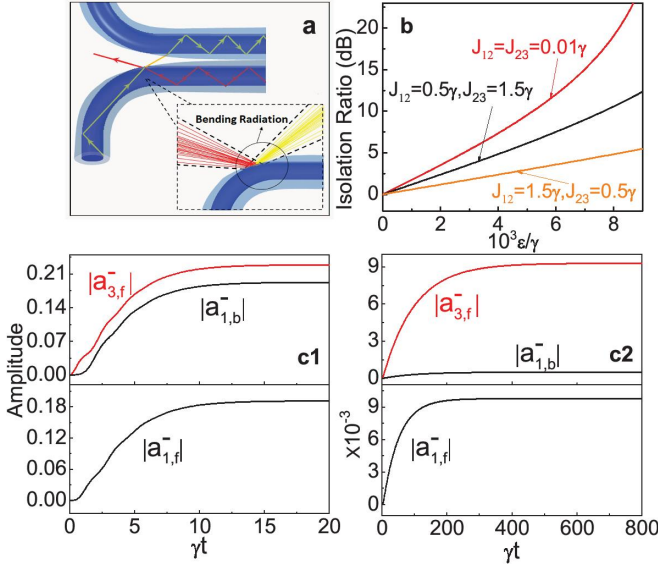 a
Bending Radiation
b
Isolation Ratio (dB)
20
15
10
5
0
J12=J23=0.01γ
J12=0.5γ,J23=1.5γ
J12=1.5γ,J23=0.5γ
0 2 4 6 8
10³ε/γ
Amplitude
0.21
0.14
0.07
0.00
|a⁻3,f|
|a⁻1,b|
c1
0.18
0.12
0.06
0.00
|a⁻1,f|
0 5 10 15 20
γt
9
6
3
0
|a⁻3,f|
|a⁻1,b|
c2
X10⁻³
9
6
3
0
|a⁻1,f|
0 200 400 600 800
γt